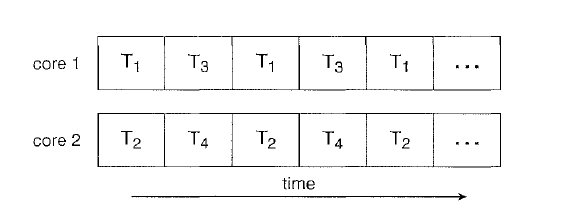 core 1 T1 T3 T1 T3 T1 ...
core 2 T2 T4 T2 T4 T2 ...
time